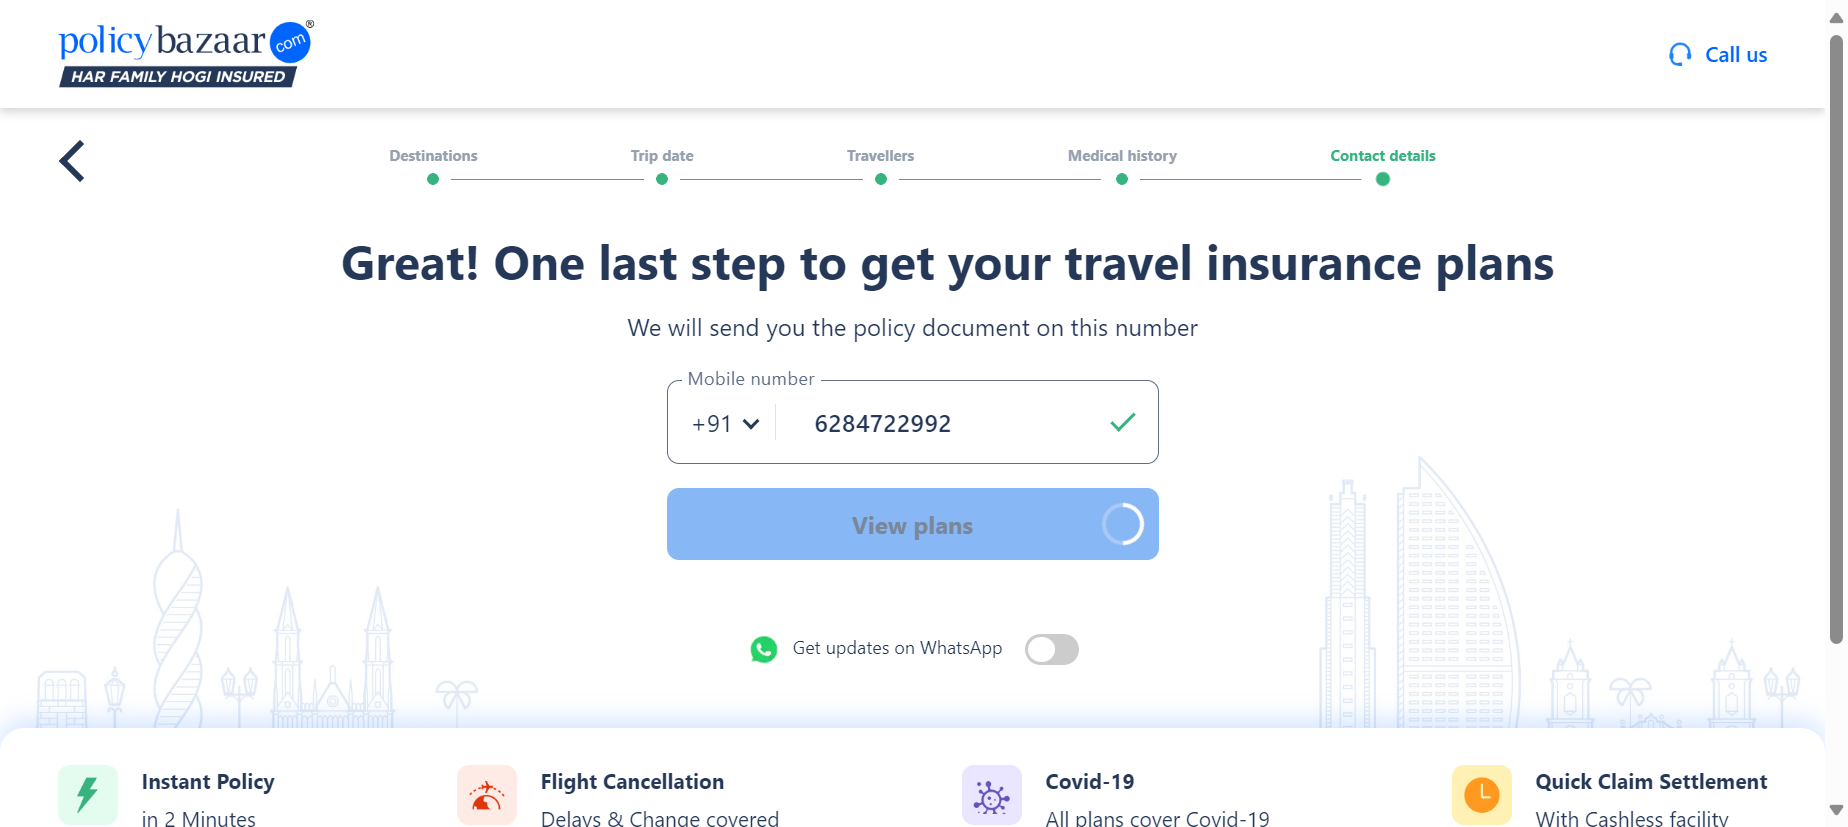 policybazaar com ®
HAR FAMILY HOGI INSURED
Call us
Destinations
Trip date
Travellers
Medical history
Contact details
Great! One last step to get your travel insurance plans
We will send you the policy document on this number
Mobile number
+91
6284722992
View plans
Get updates on WhatsApp
Instant Policy
in 2 Minutes
Flight Cancellation
Delays & Change covered
Covid-19
All plans cover Covid-19
Quick Claim Settlement
With Cashless facility